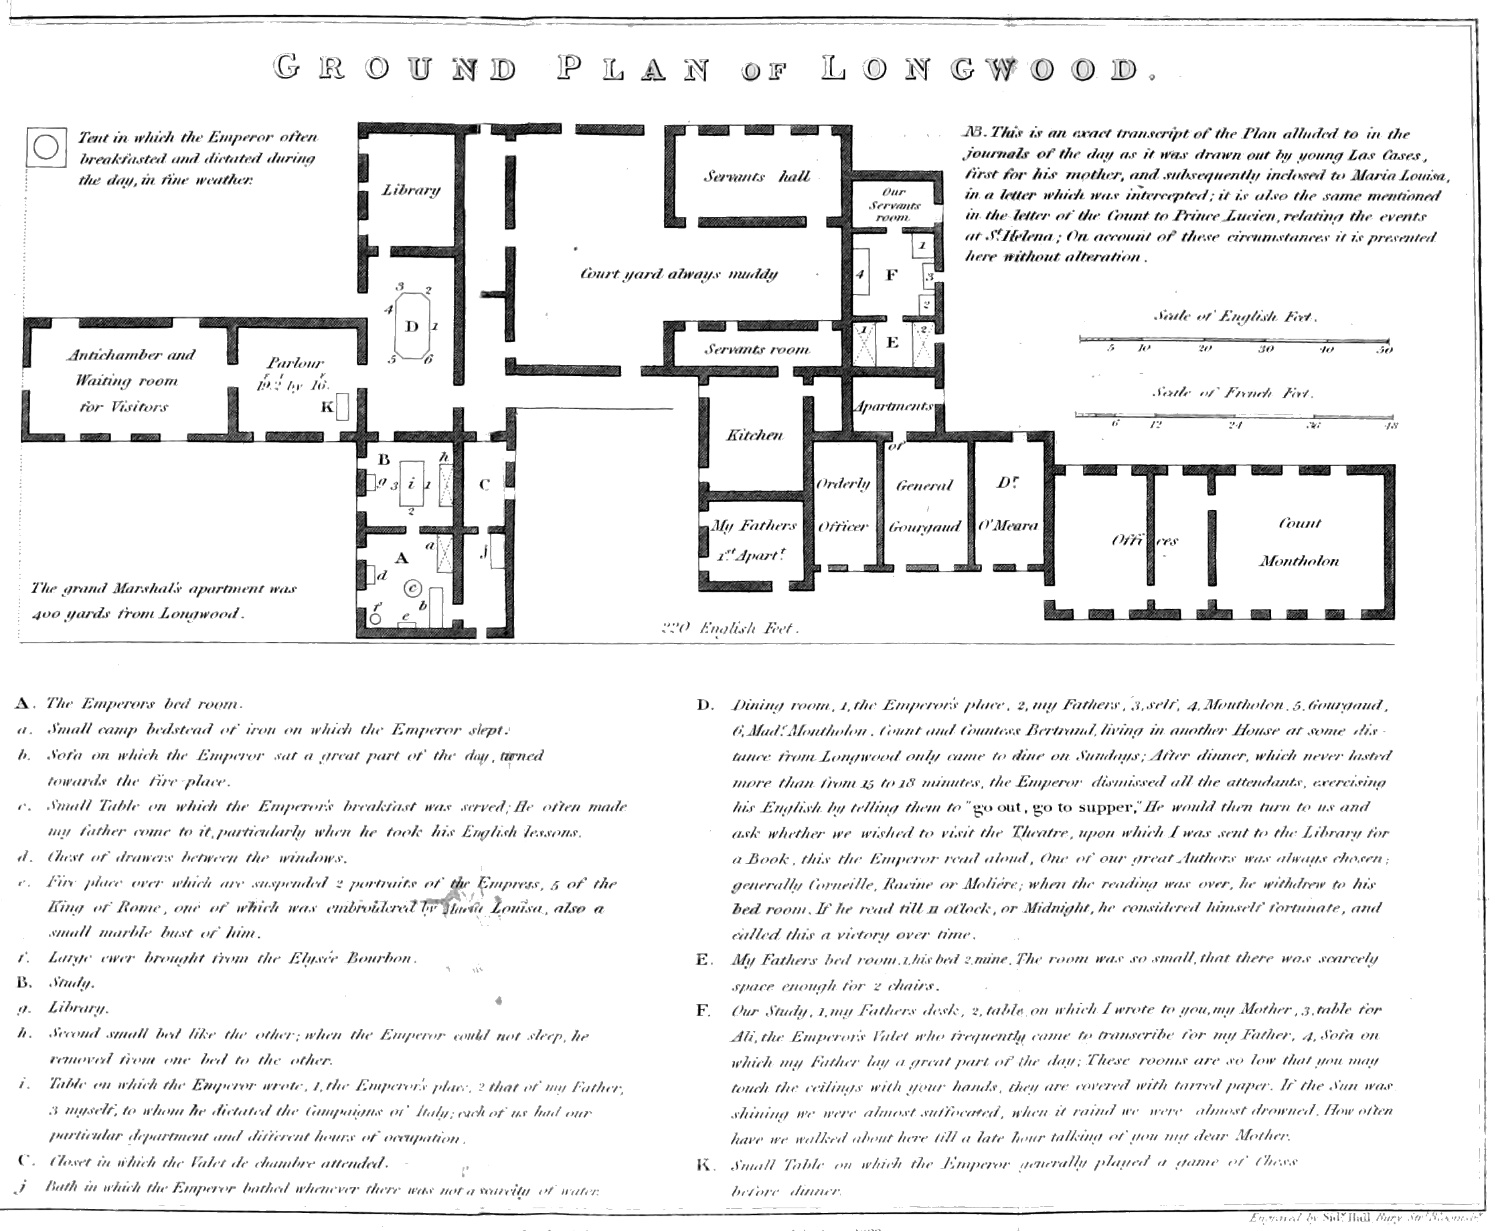 GROUND PLAN OF LONGWOOD.
Tent in which the Emperor often
breakfasted and dictated during
the day, in fine weather.
NB. This is an exact transcript of the Plan alluded to in the
journals of the day as it was drawn out by young Las Cases,
first for his mother, and subsequently inclosed to Maria Louisa,
in a letter which was intercepted; it is also the same mentioned
in the letter of the Count to Prince Lucien, relating the events
at St. Helena; On account of these circumstances it is presented
here without alteration.
Library
Servants hall
Our
Servants
room
Court yard always muddy
1
4 F 3
2
3 2
4
D 1
5 6
Scale of English Feet.
5 10 20 30 40 50
Scale of French Feet.
6 12 24 36 48
Antichamber and
Waiting room
for Visitors
Parlour
19.2 by 16.
K
Servants room
1 2
E
Apartments
of
Kitchen
B h
g 3 i 1
2
C
Orderly
Officer
General
Gourgaud
Dr.
O'Meara
My Fathers
1st. Apart.t
Offices
Count
Montholon
a
A j
d c
f b
e
The grand Marshal's apartment was
400 yards from Longwood.
220 English Feet.
A. The Emperors bed room.
a. Small camp bedstead of iron on which the Emperor slept.
b. Sofa on which the Emperor sat a great part of the day, turned
towards the fire-place.
c. Small Table on which the Emperor's breakfast was served; He often made
my father come to it, particularly when he took his English lessons.
d. Chest of drawers between the windows.
e. Fire place over which are suspended 2 portraits of the Empress, 5 of the
King of Rome, one of which was embroidered by Maria Louisa, also a
small marble bust of him.
f. Large ewer brought from the Elysée Bourbon.
B. Study.
g. Library.
h. Second small bed like the other; when the Emperor could not sleep, he
removed from one bed to the other.
i. Table on which the Emperor wrote, 1, the Emperor's place, 2 that of my Father,
3 myself, to whom he dictated the Campaigns of Italy; each of us had our
particular department and different hours of occupation.
C. Closet in which the Valet de chambre attended.
j Bath in which the Emperor bathed whenever there was not a scarcity of water.
D. Dining room, 1, the Emperor's place, 2, my Fathers, 3, self, 4, Montholon, 5, Gourgaud,
6, Mad.e Montholon. Count and Countess Bertrand, living in another House at some dis-
tance from Longwood only came to dine on Sundays; After dinner, which never lasted
more than from 15 to 18 minutes, the Emperor dismissed all the attendants, exercising
his English by telling them to "go out, go to supper," He would then turn to us and
ask whether we wished to visit the Theatre, upon which I was sent to the Library for
a Book, this the Emperor read aloud, One of our great Authors was always chosen;
generally Corneille, Racine or Moliére; when the reading was over, he withdrew to his
bed room. If he read till 11 oClock, or Midnight, he considered himself fortunate, and
called this a victory over time.
E. My Fathers bed room, 1, his bed 2, mine, The room was so small, that there was scarcely
space enough for 2 chairs.
F. Our Study, 1, my Fathers desk, 2, table on which I wrote to you, my Mother, 3, table for
Ali, the Emperor's Valet who frequently came to transcribe for my Father, 4, Sofa on
which my Father lay a great part of the day; These rooms are so low that you may
touch the ceilings with your hands, they are covered with tarred paper. If the Sun was
shining we were almost suffocated, when it raind we were almost drowned. How often
have we walked about here till a late hour talking of you my dear Mother.
K. Small Table on which the Emperor generally played a game of Chess
before dinner.
Engraved by Sid.y Hall Bury Str.t Bloomsb.y